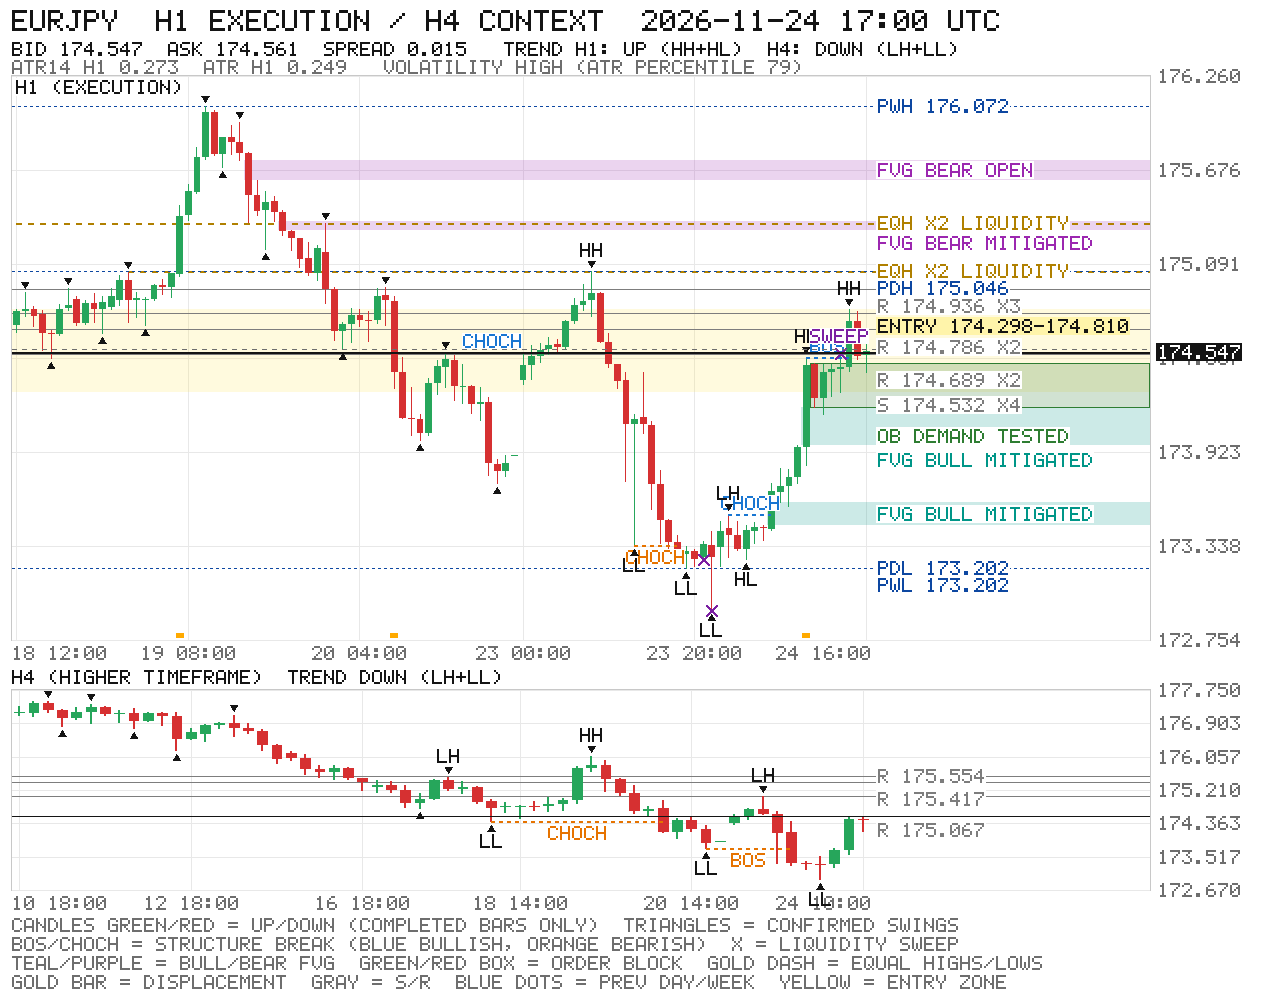 EURJPY  H1 EXECUTION / H4 CONTEXT  2026-11-24 17:00 UTC
BID 174.547  ASK 174.561  SPREAD 0.015  TREND H1: UP (HH+HL)  H4: DOWN (LH+LL)
ATR14 H1 0.273  ATR H1 0.249  VOLATILITY HIGH (ATR PERCENTILE 79)
H1 (EXECUTION)
176.260
PWH 176.072
FVG BEAR OPEN
175.676
EQH X2 LIQUIDITY
FVG BEAR MITIGATED
HH
EQH X2 LIQUIDITY
175.091
PDH 175.046
HH
R 174.936 X3
ENTRY 174.298-174.810
SWEEP
CHOCH
R 174.786 X2
174.547
R 174.689 X2
S 174.532 X4
OB DEMAND TESTED
173.923
FVG BULL MITIGATED
LH
CHOCH
FVG BULL MITIGATED
173.338
CHOCH
LL
PDL 173.202
HL
LL
PWL 173.202
LL
172.754
18 12:00  19 08:00  20 04:00  23 00:00  23 20:00  24 16:00
H4 (HIGHER TIMEFRAME)  TREND DOWN (LH+LL)
177.750
176.903
HH
LH
176.057
LH
R 175.554
175.210
R 175.417
174.363
R 175.067
CHOCH
LL
173.517
BOS
LL
172.670
LL
10 18:00  12 18:00  16 18:00  18 14:00  20 14:00  24
CANDLES GREEN/RED = UP/DOWN (COMPLETED BARS ONLY)  TRIANGLES = CONFIRMED SWINGS
BOS/CHOCH = STRUCTURE BREAK (BLUE BULLISH, ORANGE BEARISH)  X = LIQUIDITY SWEEP
TEAL/PURPLE = BULL/BEAR FVG  GREEN/RED BOX = ORDER BLOCK  GOLD DASH = EQUAL HIGHS/LOWS
GOLD BAR = DISPLACEMENT  GRAY = S/R  BLUE DOTS = PREV DAY/WEEK  YELLOW = ENTRY ZONE